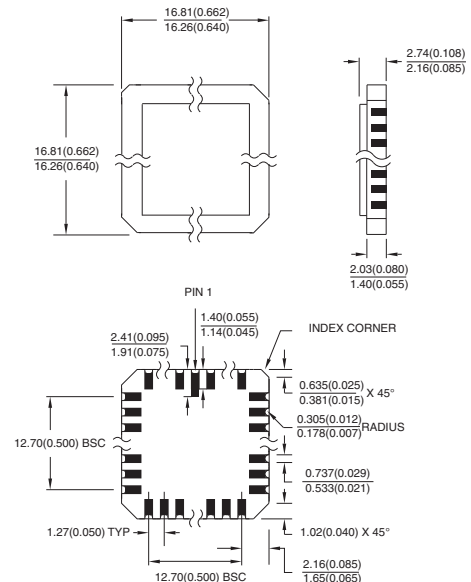 16.81(0.662)
16.26(0.640)
2.74(0.108)
2.16(0.085)
16.81(0.662)
16.26(0.640)
2.03(0.080)
1.40(0.055)
PIN 1
1.40(0.055)
1.14(0.045)
INDEX CORNER
2.41(0.095)
1.91(0.075)
0.635(0.025)
0.381(0.015)
X 45°
0.305(0.012)
0.178(0.007)
RADIUS
12.70(0.500) BSC
0.737(0.029)
0.533(0.021)
1.27(0.050) TYP
1.02(0.040) X 45°
12.70(0.500) BSC
2.16(0.085)
1.65(0.065)